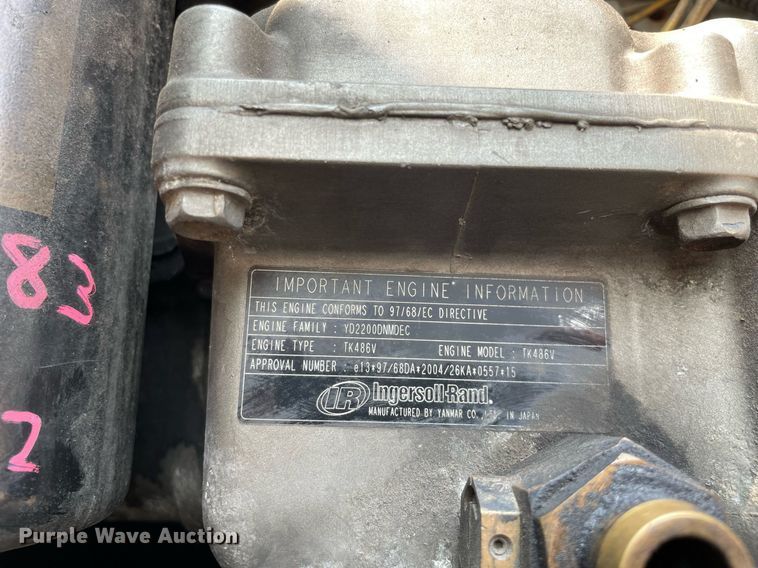 83
2
IMPORTANT ENGINE INFORMATION
THIS ENGINE CONFORMS TO 97/68/EC DIRECTIVE
ENGINE FAMILY : YD2200DNMDEC
ENGINE TYPE : TK486V ENGINE MODEL : TK486V
APPROVAL NUMBER : e13*97/68DA*2004/26KA*0557*15
IR Ingersoll-Rand.
MANUFACTURED BY YANMAR CO.,LTD. IN JAPAN
Purple Wave Auction